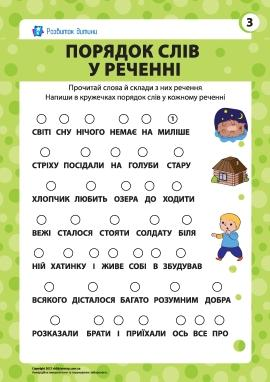 Розвиток дитини
3
ПОРЯДОК СЛІВ
У РЕЧЕННІ
Прочитай слова й склади з них речення
Напиши в кружечках порядок слів у кожному реченні
1
СВІТІ СНУ НІЧОГО НЕМАЄ НА МИЛІШЕ
СТРІХУ ПОСІДАЛИ НА ГОЛУБИ СТАРУ
ХЛОПЧИК ЛЮБИТЬ ОЗЕРА ДО ХОДИТИ
ВЕЖІ СТАЛОСЯ СТОЯТИ СОЛДАТУ БІЛЯ
НІЙ ХАТИНКУ І ЖИВЕ СОБІ В ЗБУДУВАВ
ВСЯКОГО ДІСТАЛОСЯ БАГАТО РОЗУМНИМ ДОБРА
РОЗКАЗАЛИ БРАТИ І ПРИЇХАЛИ ОСЬ ВСЕ ПРО